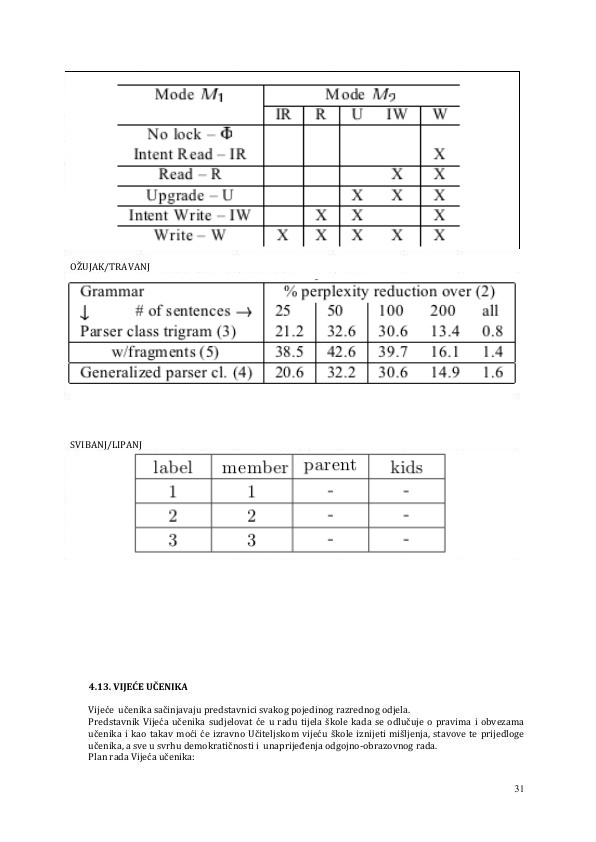 Mode M₁ Mode M₂
IR R U IW W
No lock – Φ
Intent Read – IR X
Read – R X X
Upgrade – U X X X
Intent Write – IW X X X
Write – W X X X X X
OŽUJAK/TRAVANJ
Grammar % perplexity reduction over (2)
↓ # of sentences → 25 50 100 200 all
Parser class trigram (3) 21.2 32.6 30.6 13.4 0.8
w/fragments (5) 38.5 42.6 39.7 16.1 1.4
Generalized parser cl. (4) 20.6 32.2 30.6 14.9 1.6
SVIBANJ/LIPANJ
label member parent kids
1 1 - -
2 2 - -
3 3 - -
4.13. VIJEĆE UČENIKA
Vijeće učenika sačinjavaju predstavnici svakog pojedinog razrednog odjela.
Predstavnik Vijeća učenika sudjelovat će u radu tijela škole kada se odlučuje o pravima i obvezama
učenika i kao takav moći će izravno Učiteljskom vijeću škole iznijeti mišljenja, stavove te prijedloge
učenika, a sve u svrhu demokratičnosti i unaprijeđenja odgojno-obrazovnog rada.
Plan rada Vijeća učenika:
31